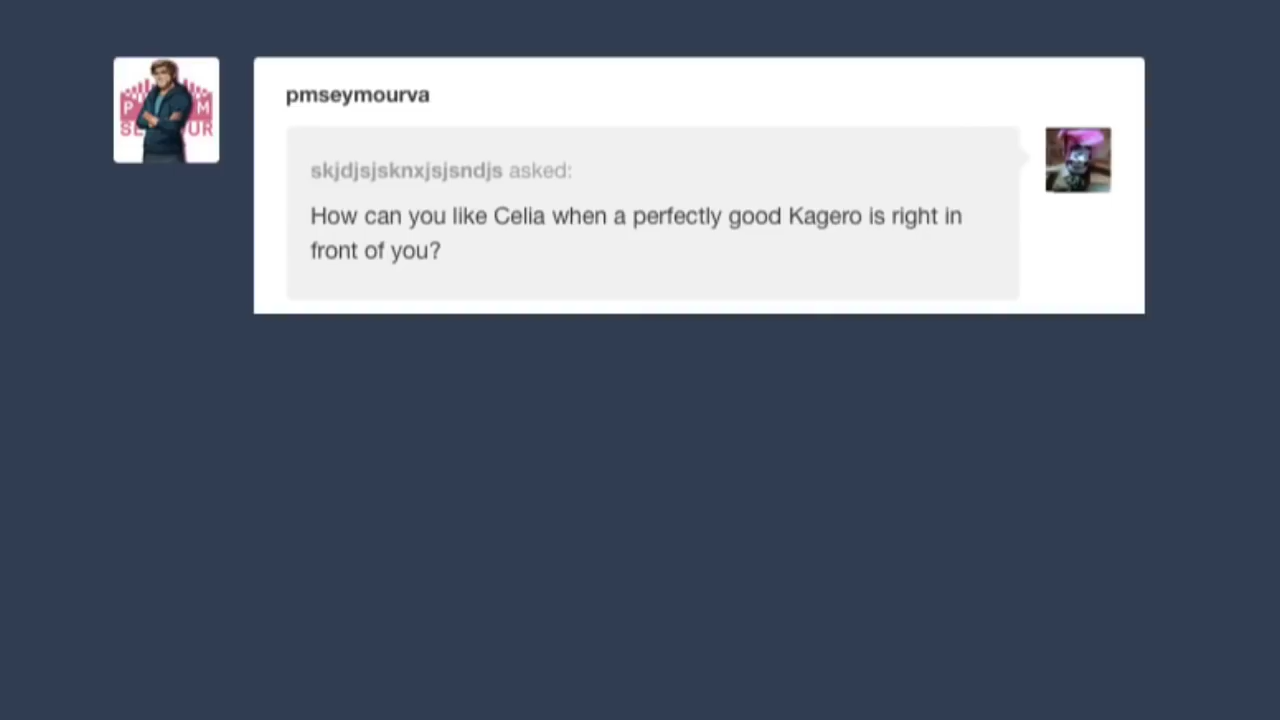 pmseymourva
skjdjsjsknxjsjsndjs asked:
How can you like Celia when a perfectly good Kagero is right in
front of you?